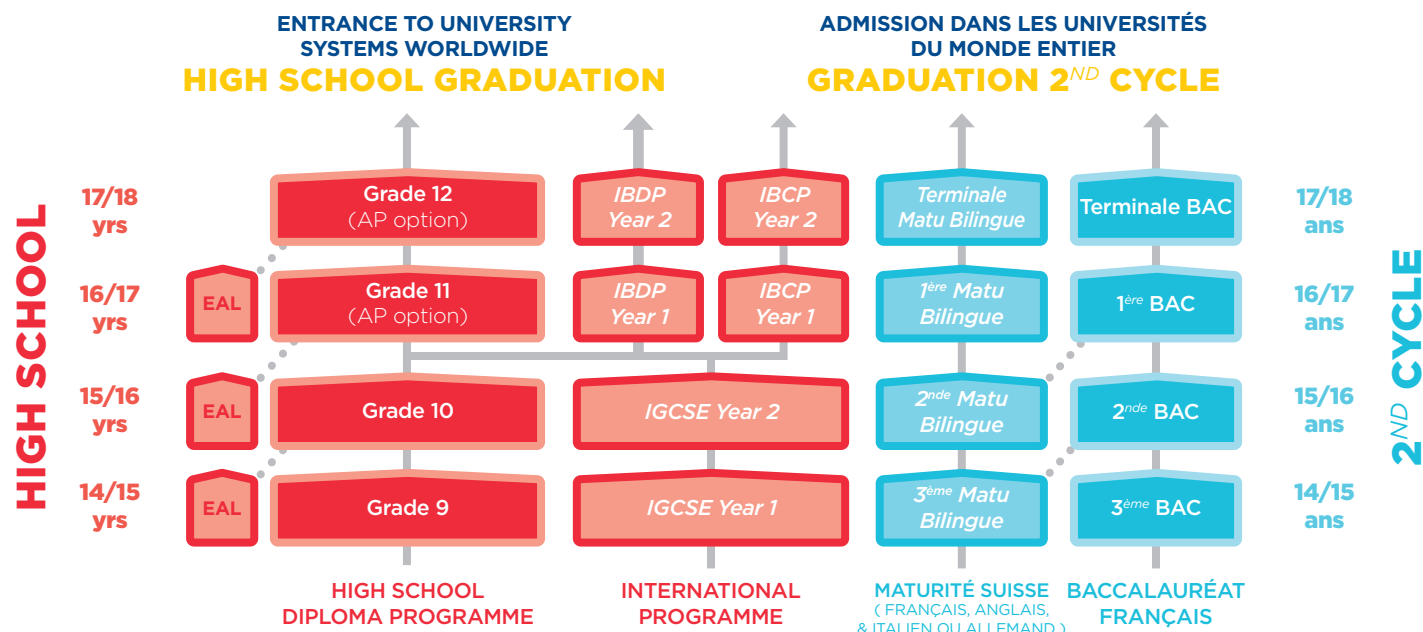 ENTRANCE TO UNIVERSITY
SYSTEMS WORLDWIDE
HIGH SCHOOL GRADUATION
ADMISSION DANS LES UNIVERSITÉS
DU MONDE ENTIER
GRADUATION 2ND CYCLE
HIGH SCHOOL
17/18
yrs
Grade 12
(AP option)
IBDP
Year 2
IBCP
Year 2
Terminale
Matu Bilingue
Terminale BAC
17/18
ans
16/17
yrs
EAL
Grade 11
(AP option)
IBDP
Year 1
IBCP
Year 1
1ère Matu
Bilingue
1ère BAC
16/17
ans
15/16
yrs
EAL
Grade 10
IGCSE Year 2
2nde Matu
Bilingue
2nde BAC
15/16
ans
14/15
yrs
EAL
Grade 9
IGCSE Year 1
3ème Matu
Bilingue
3ème BAC
14/15
ans
2ND CYCLE
HIGH SCHOOL
DIPLOMA PROGRAMME
INTERNATIONAL
PROGRAMME
MATURITÉ SUISSE
( FRANÇAIS, ANGLAIS,
& ITALIEN OU ALLEMAND )
BACCALAURÉAT
FRANÇAIS